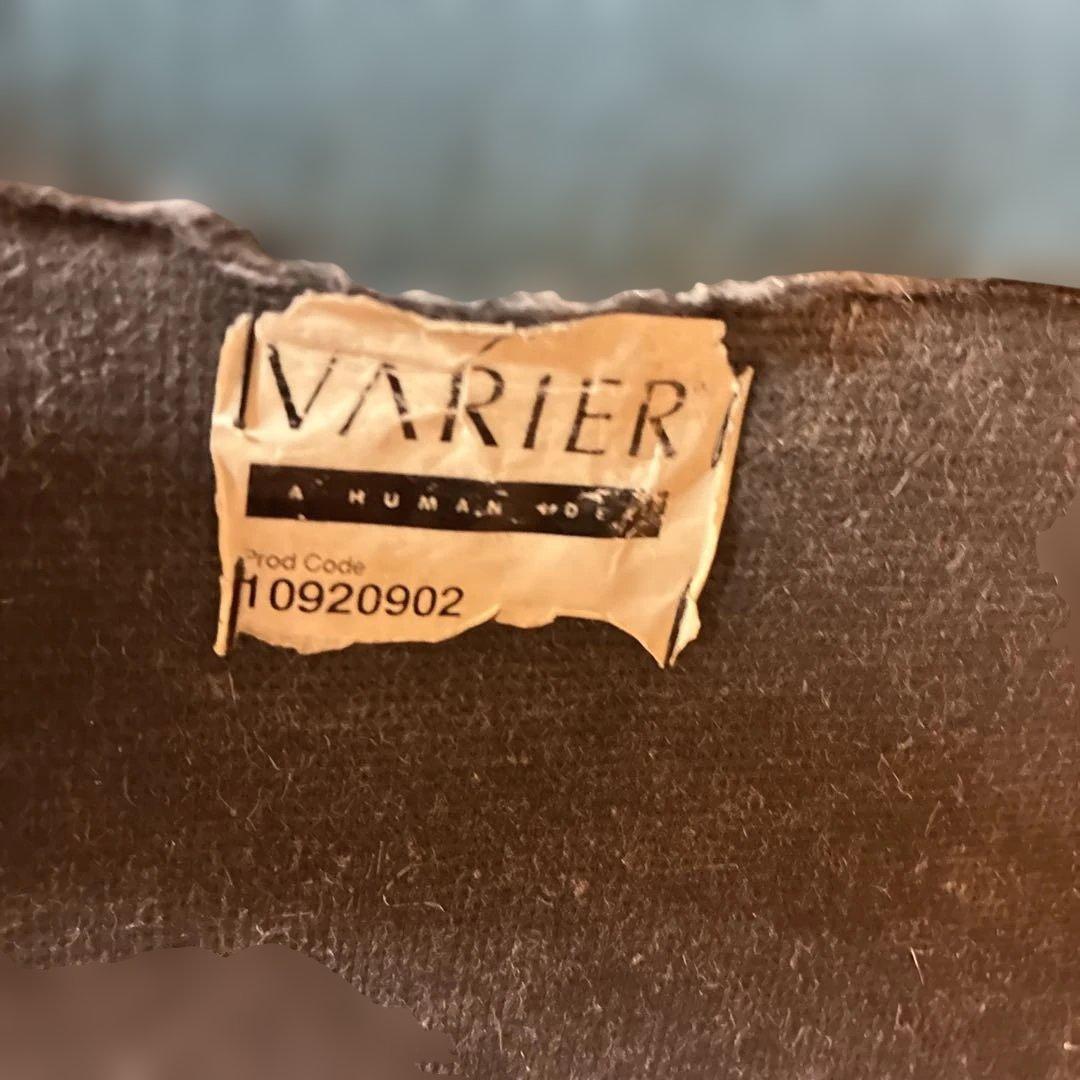 VARIER
A HUMAN
Prod Code
10920902